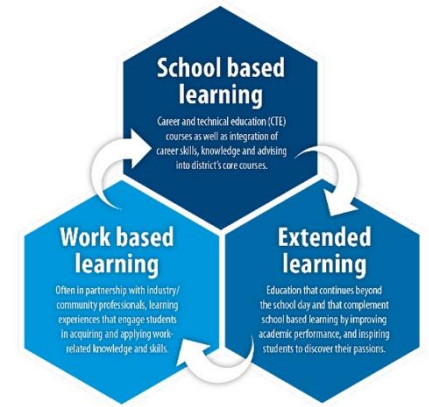 School based
learning
Career and technical education (CTE)
courses as well as integration of
career skills, knowledge and advising
into district's core courses.
Work based
learning
Often in partnership with industry/
community professionals, learning
experiences that engage students
in acquiring and applying work-
related knowledge and skills.
Extended
learning
Education that continues beyond
the school day and that complement
school based learning by improving
academic performance, and inspiring
students to discover their passions.